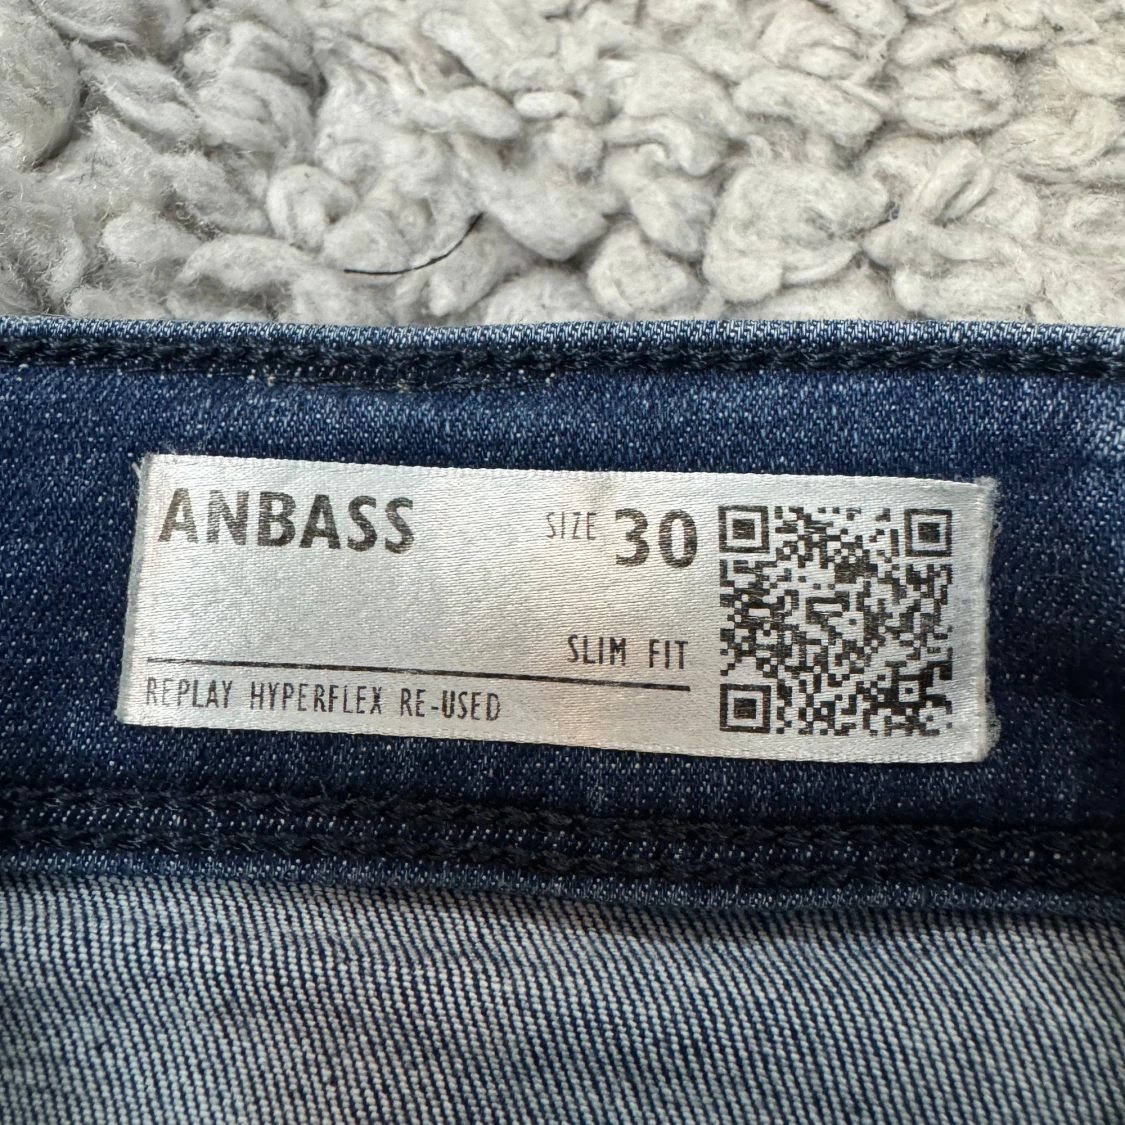 ANBASS SIZE 30
SLIM FIT
REPLAY HYPERFLEX RE-USED